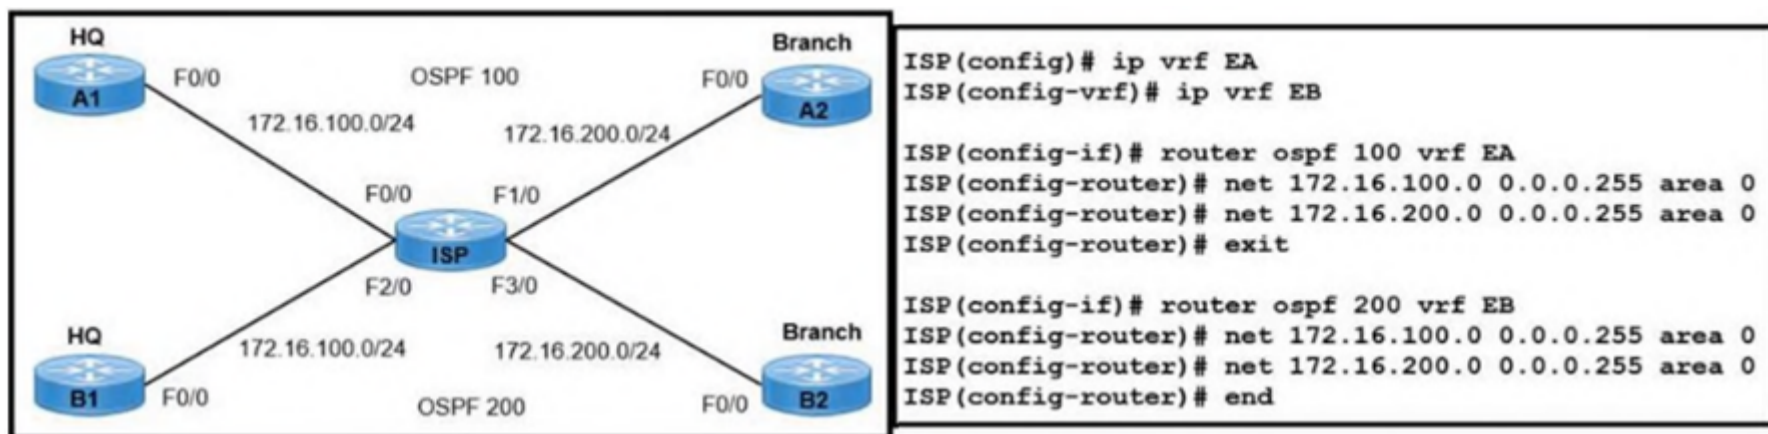 HQ
Branch
F0/0
OSPF 100
F0/0
A1
A2
172.16.100.0/24
172.16.200.0/24
F0/0
F1/0
ISP
F2/0
F3/0
HQ
Branch
172.16.100.0/24
172.16.200.0/24
B1
F0/0
OSPF 200
F0/0
B2
ISP(config)# ip vrf EA
ISP(config-vrf)# ip vrf EB
ISP(config-if)# router ospf 100 vrf EA
ISP(config-router)# net 172.16.100.0 0.0.0.255 area 0
ISP(config-router)# net 172.16.200.0 0.0.0.255 area 0
ISP(config-router)# exit
ISP(config-if)# router ospf 200 vrf EB
ISP(config-router)# net 172.16.100.0 0.0.0.255 area 0
ISP(config-router)# net 172.16.200.0 0.0.0.255 area 0
ISP(config-router)# end